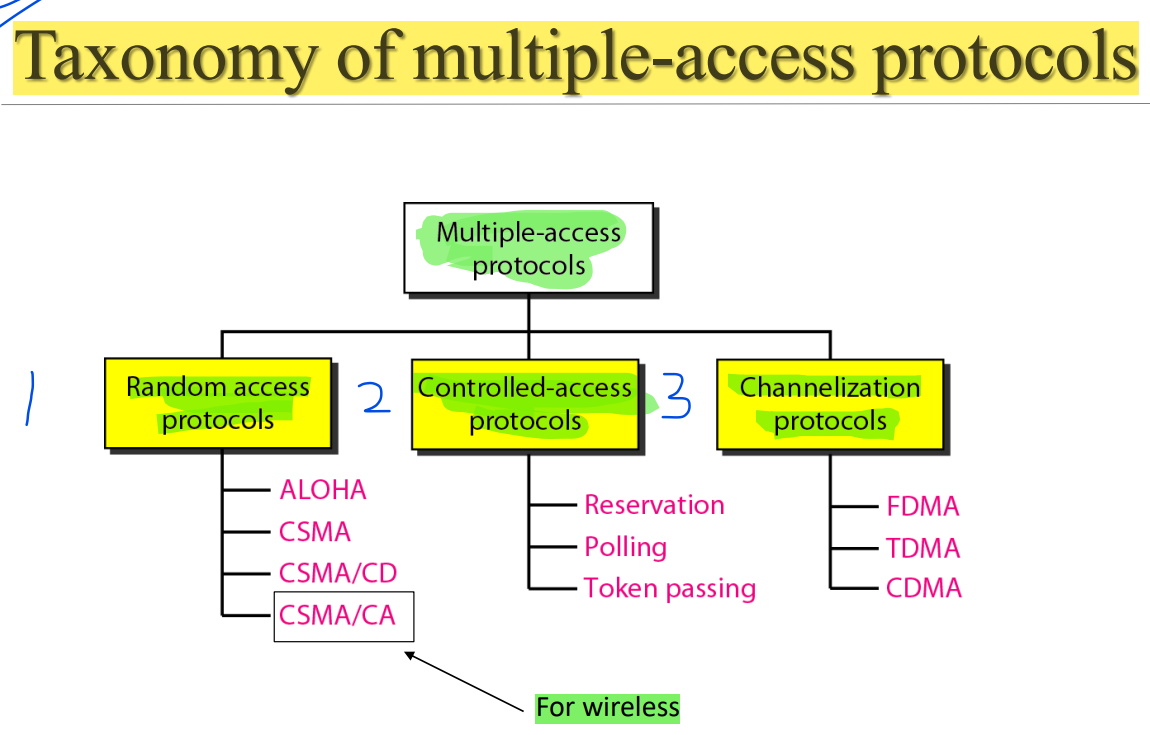 Taxonomy of multiple-access protocols
Multiple-access
protocols
1
Random access
protocols
2
Controlled-access
protocols
3
Channelization
protocols
ALOHA
CSMA
CSMA/CD
CSMA/CA
Reservation
Polling
Token passing
FDMA
TDMA
CDMA
For wireless